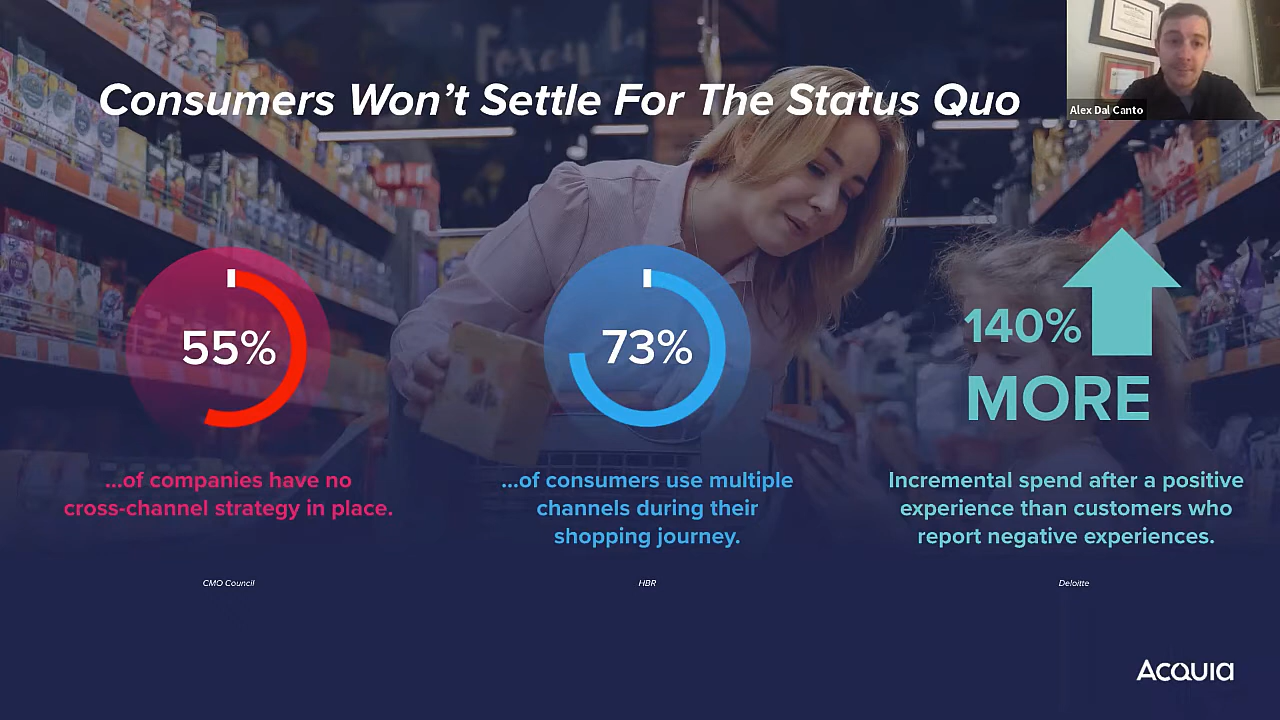 Consumers Won't Settle For The Status Quo
Alex Dal Canto
55%
...of companies have no
cross-channel strategy in place.
CMO Council
73%
...of consumers use multiple
channels during their
shopping journey.
HBR
140%
MORE
Incremental spend after a positive
experience than customers who
report negative experiences.
Deloitte
Acquia